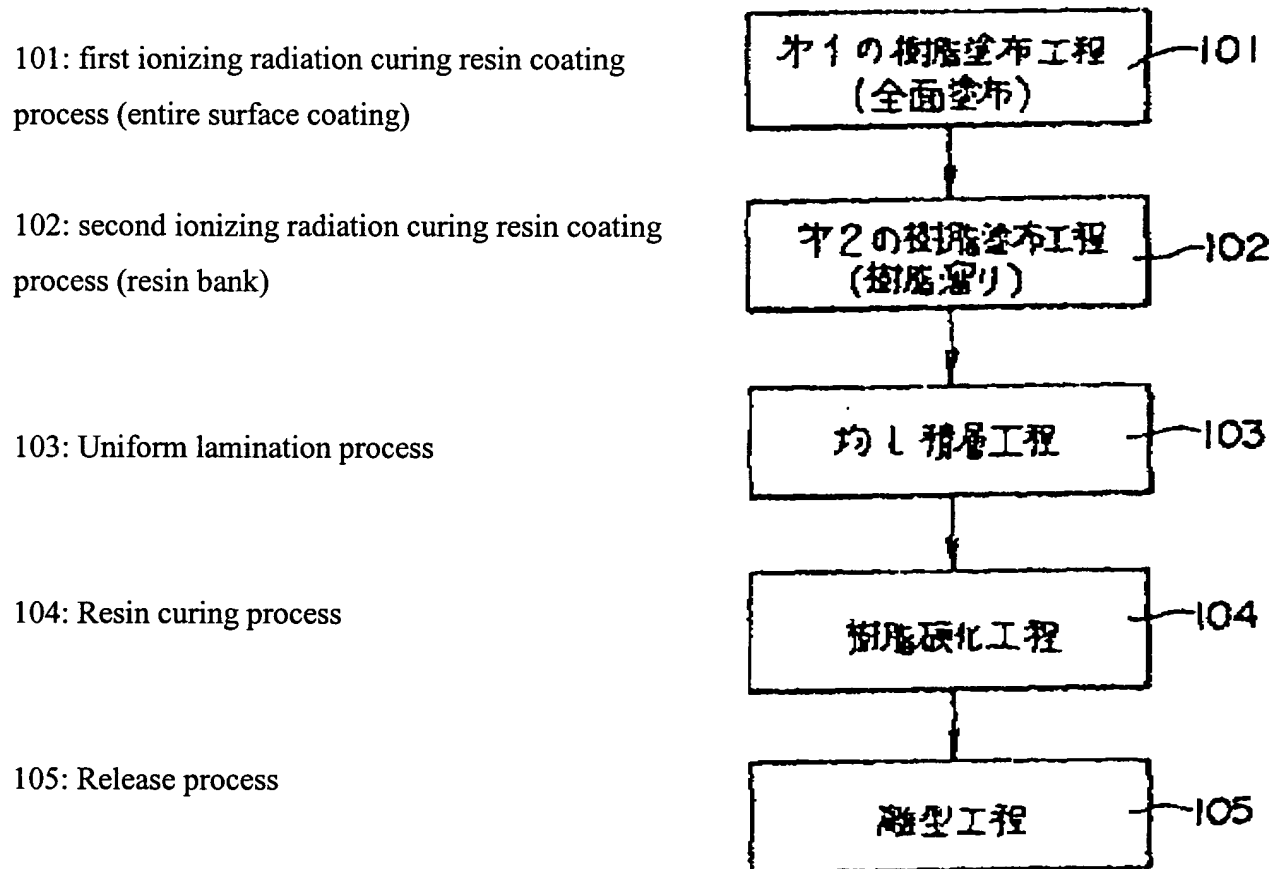 101: first ionizing radiation curing resin coating
process (entire surface coating)
才1の樹脂塗布工程
(全面塗布)
101
102: second ionizing radiation curing resin coating
process (resin bank)
才2の樹脂塗布工程
(樹脂溜り)
102
103: Uniform lamination process
均し積層工程
103
104: Resin curing process
樹脂硬化工程
104
105: Release process
離型工程
105